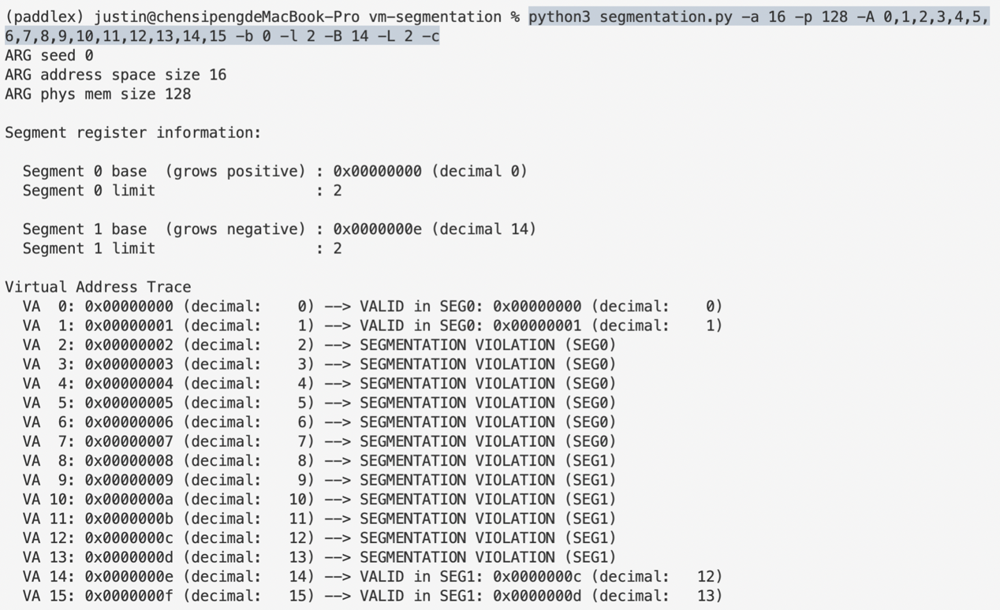 (paddlex) justin@chensipengdeMacBook-Pro vm-segmentation % python3 segmentation.py -a 16 -p 128 -A 0,1,2,3,4,5,
6,7,8,9,10,11,12,13,14,15 -b 0 -l 2 -B 14 -L 2 -c
ARG seed 0
ARG address space size 16
ARG phys mem size 128

Segment register information:

  Segment 0 base  (grows positive) : 0x00000000 (decimal 0)
  Segment 0 limit                  : 2

  Segment 1 base  (grows negative) : 0x0000000e (decimal 14)
  Segment 1 limit                  : 2

Virtual Address Trace
  VA  0: 0x00000000 (decimal:    0) --> VALID in SEG0: 0x00000000 (decimal:    0)
  VA  1: 0x00000001 (decimal:    1) --> VALID in SEG0: 0x00000001 (decimal:    1)
  VA  2: 0x00000002 (decimal:    2) --> SEGMENTATION VIOLATION (SEG0)
  VA  3: 0x00000003 (decimal:    3) --> SEGMENTATION VIOLATION (SEG0)
  VA  4: 0x00000004 (decimal:    4) --> SEGMENTATION VIOLATION (SEG0)
  VA  5: 0x00000005 (decimal:    5) --> SEGMENTATION VIOLATION (SEG0)
  VA  6: 0x00000006 (decimal:    6) --> SEGMENTATION VIOLATION (SEG0)
  VA  7: 0x00000007 (decimal:    7) --> SEGMENTATION VIOLATION (SEG0)
  VA  8: 0x00000008 (decimal:    8) --> SEGMENTATION VIOLATION (SEG1)
  VA  9: 0x00000009 (decimal:    9) --> SEGMENTATION VIOLATION (SEG1)
  VA 10: 0x0000000a (decimal:   10) --> SEGMENTATION VIOLATION (SEG1)
  VA 11: 0x0000000b (decimal:   11) --> SEGMENTATION VIOLATION (SEG1)
  VA 12: 0x0000000c (decimal:   12) --> SEGMENTATION VIOLATION (SEG1)
  VA 13: 0x0000000d (decimal:   13) --> SEGMENTATION VIOLATION (SEG1)
  VA 14: 0x0000000e (decimal:   14) --> VALID in SEG1: 0x0000000c (decimal:   12)
  VA 15: 0x0000000f (decimal:   15) --> VALID in SEG1: 0x0000000d (decimal:   13)